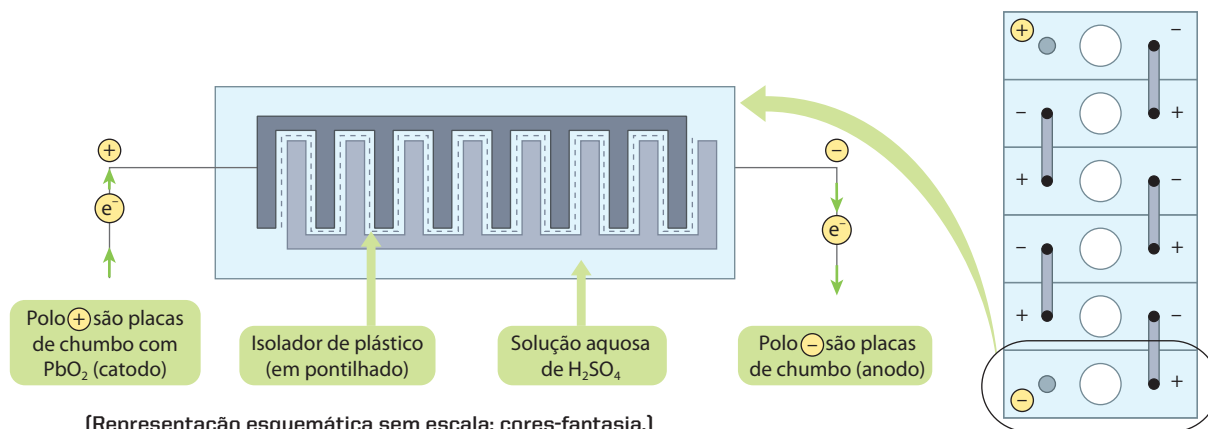 +
e⁻
Polo + são placas
de chumbo com
PbO₂ (catodo)
Isolador de plástico
(em pontilhado)
Solução aquosa
de H₂SO₄
−
e⁻
Polo − são placas
de chumbo (anodo)
+ −
− +
+ −
− +
+ −
− +
(Representação esquemática sem escala; cores-fantasia.)